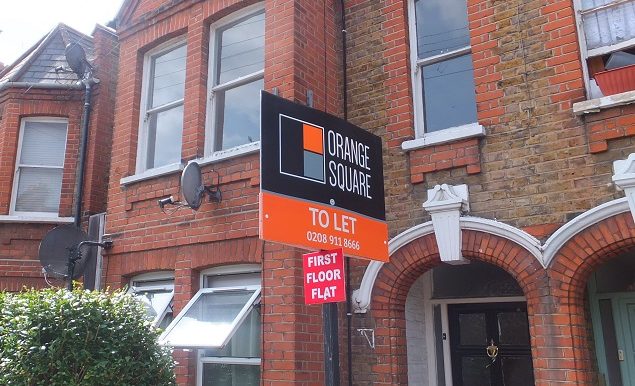 ORANGE
SQUARE
TO LET
0208 911 8666
FIRST
FLOOR
FLAT